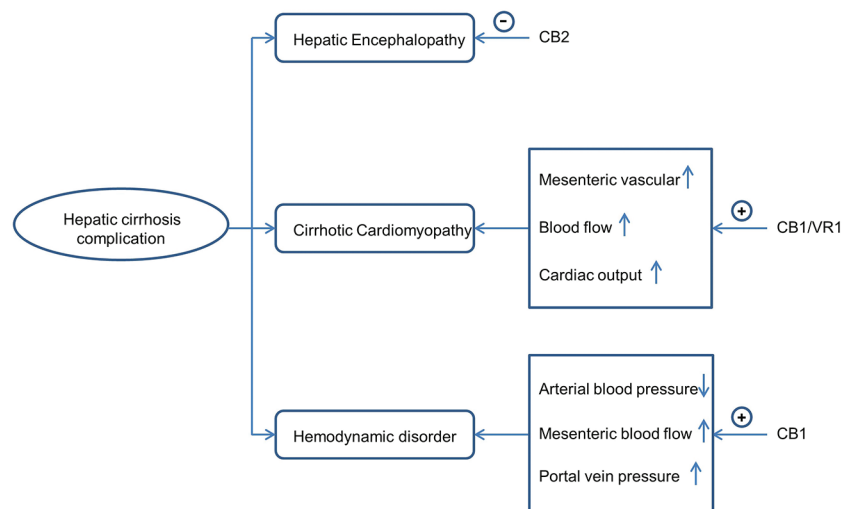 Hepatic Encephalopathy
-
CB2
Hepatic cirrhosis
complication
Cirrhotic Cardiomyopathy
Mesenteric vascular ↑
Blood flow ↑
Cardiac output ↑
+
CB1/VR1
Hemodynamic disorder
Arterial blood pressure ↓
Mesenteric blood flow ↑
Portal vein pressure ↑
+
CB1